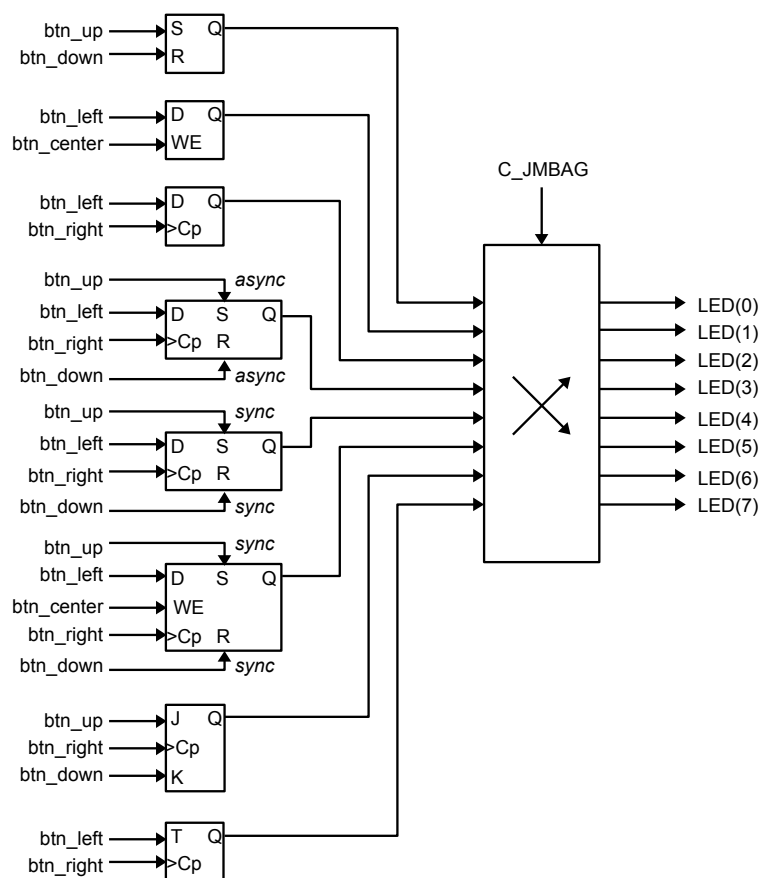 btn_up
S Q
btn_down
R
btn_left
D Q
btn_center
WE
btn_left
D Q
btn_right
>Cp
btn_up
async
btn_left
D S Q
btn_right
>Cp R
btn_down
async
btn_up
sync
btn_left
D S Q
btn_right
>Cp R
btn_down
sync
btn_up
sync
btn_left
D S Q
btn_center
WE
btn_right
>Cp R
btn_down
sync
btn_up
J Q
btn_right
>Cp
btn_down
K
btn_left
T Q
btn_right
>Cp
C_JMBAG
LED(0)
LED(1)
LED(2)
LED(3)
LED(4)
LED(5)
LED(6)
LED(7)